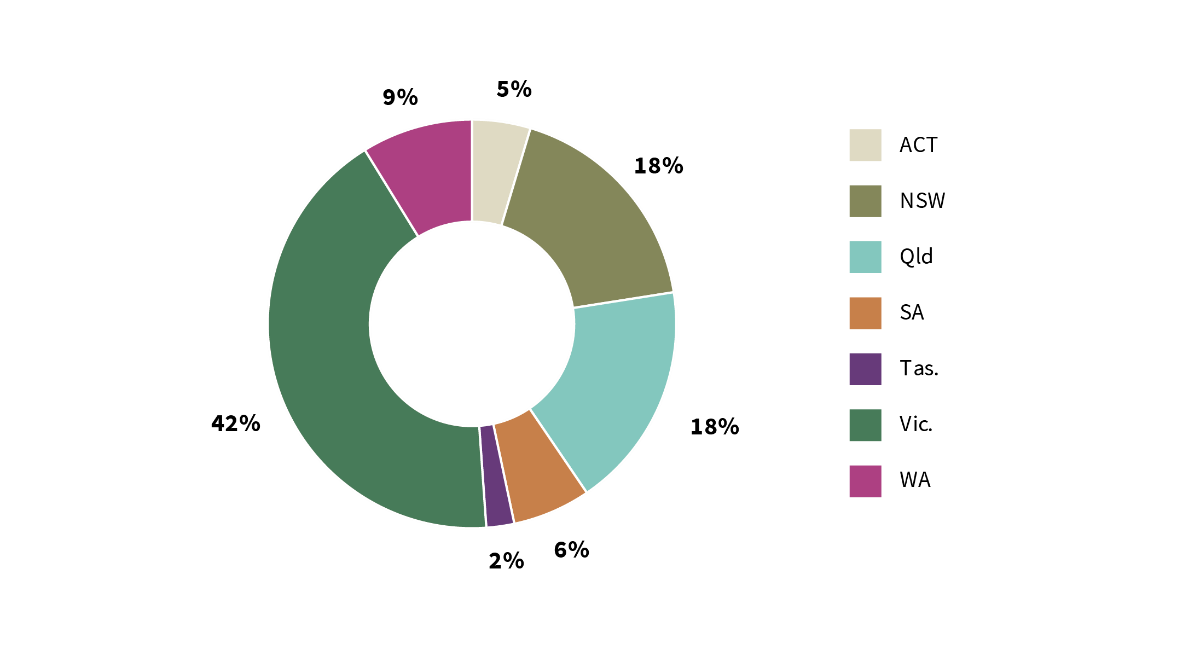 5%
9%
18%
42%
18%
2%
6%
ACT
NSW
Qld
SA
Tas.
Vic.
WA